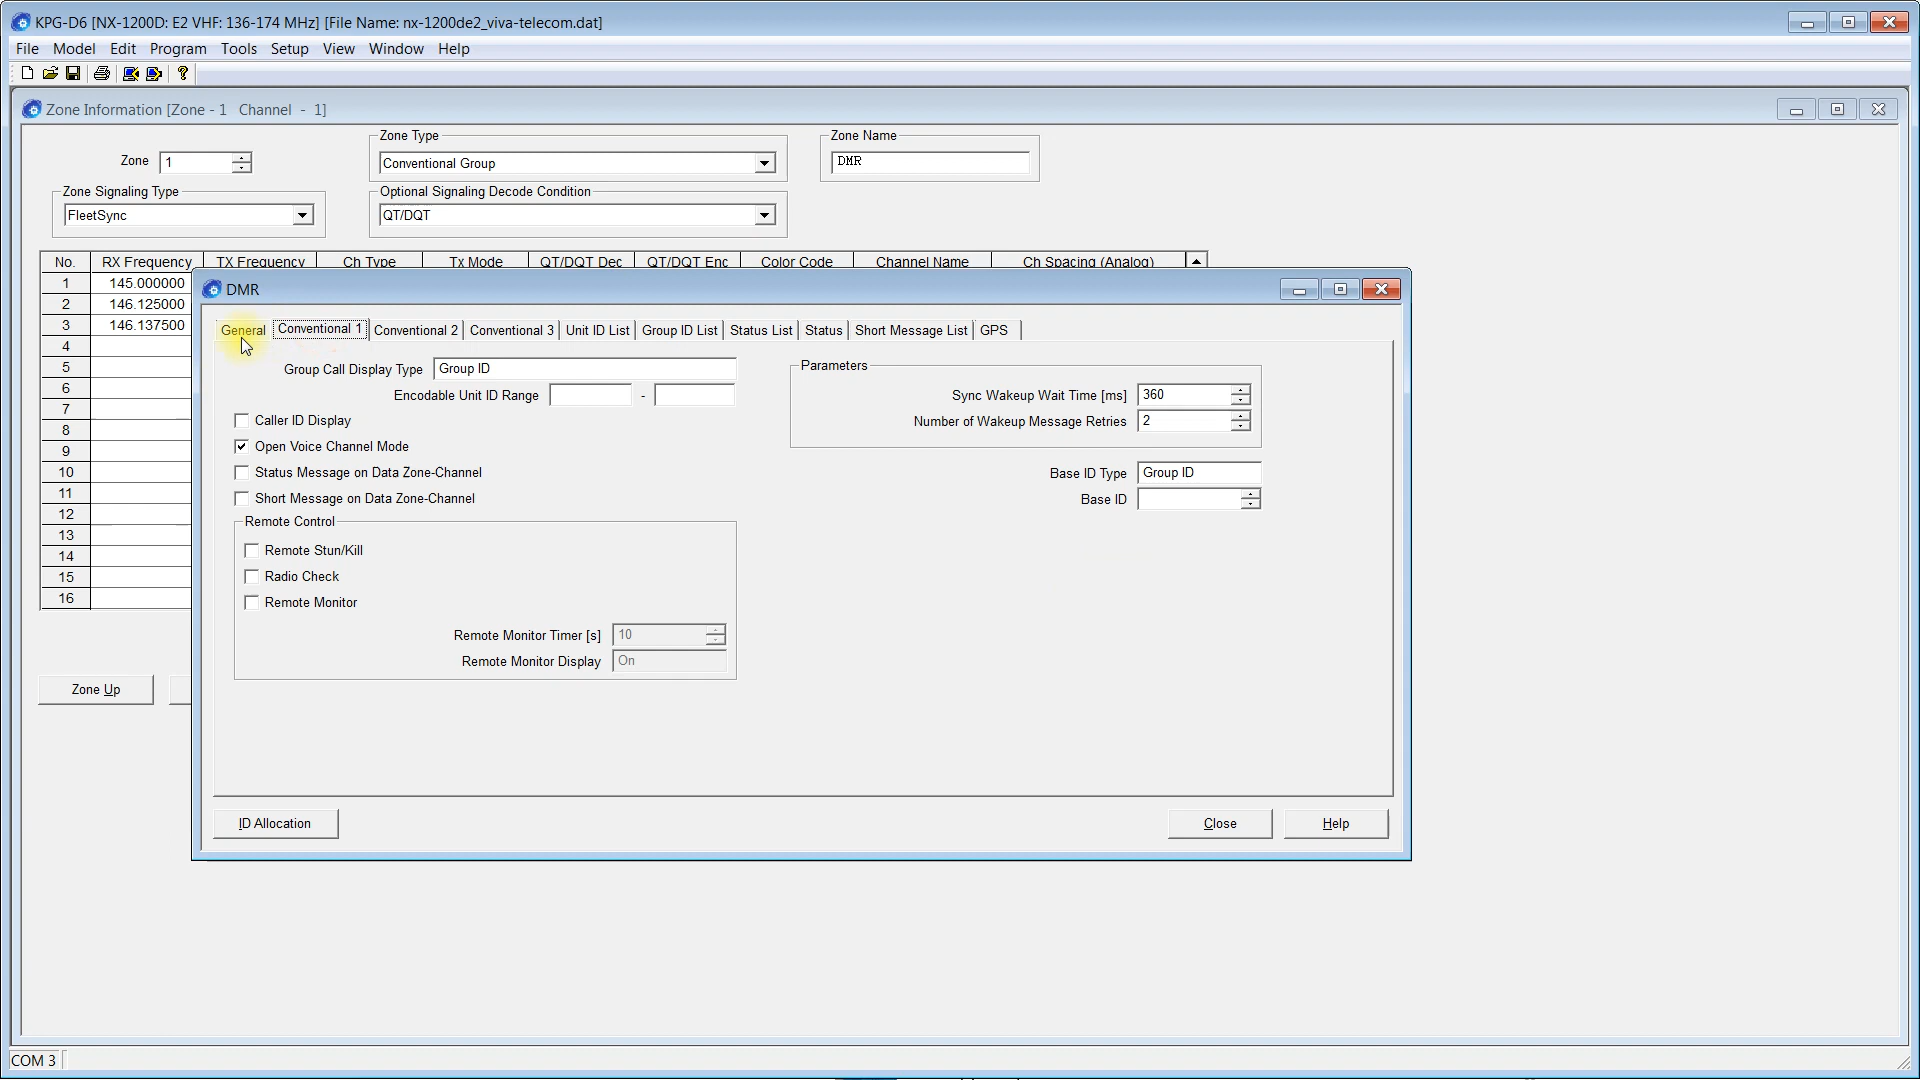 KPG-D6 [NX-1200D: E2 VHF: 136-174 MHz] [File Name: nx-1200de2_viva-telecom.dat]
File Model Edit Program Tools Setup View Window Help
Zone Information [Zone - 1 Channel - 1]
Zone Type
Zone Name
Zone 1
Conventional Group
DMR
Zone Signaling Type
Optional Signaling Decode Condition
FleetSync
QT/DQT
No. RX Frequency TX Frequency Ch Type Tx Mode QT/DQT Dec QT/DQT Enc Color Code Channel Name Ch Spacing (Analog)
1 145.000000
2 146.125000
3 146.137500
4
5
6
7
8
9
10
11
12
13
14
15
16
Zone Up
DMR
General Conventional 1 Conventional 2 Conventional 3 Unit ID List Group ID List Status List Status Short Message List GPS
Group Call Display Type Group ID
Encodable Unit ID Range -
Caller ID Display
Open Voice Channel Mode
Status Message on Data Zone-Channel
Short Message on Data Zone-Channel
Remote Control
Remote Stun/Kill
Radio Check
Remote Monitor
Remote Monitor Timer [s] 10
Remote Monitor Display On
Parameters
Sync Wakeup Wait Time [ms] 360
Number of Wakeup Message Retries 2
Base ID Type Group ID
Base ID
ID Allocation
Close
Help
COM 3